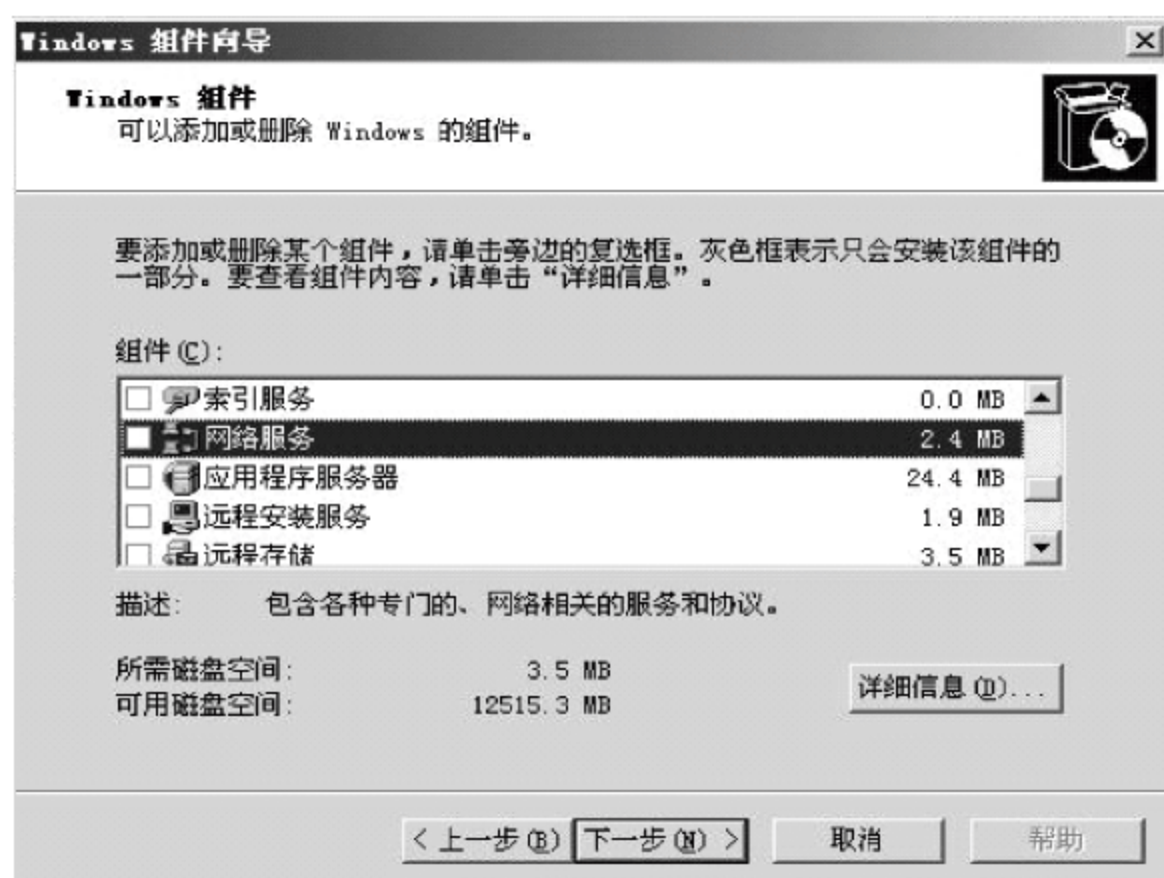 Windows 组件向导
Windows 组件
可以添加或删除 Windows 的组件。
要添加或删除某个组件，请单击旁边的复选框。灰色框表示只会安装该组件的
一部分。要查看组件内容，请单击“详细信息”。
组件(C):
索引服务 0.0 MB
网络服务 2.4 MB
应用程序服务器 24.4 MB
远程安装服务 1.9 MB
远程存储 3.5 MB
描述: 包含各种专门的、网络相关的服务和协议。
所需磁盘空间: 3.5 MB
可用磁盘空间: 12515.3 MB
详细信息(D)...
< 上一步(B) 下一步(N) > 取消 帮助